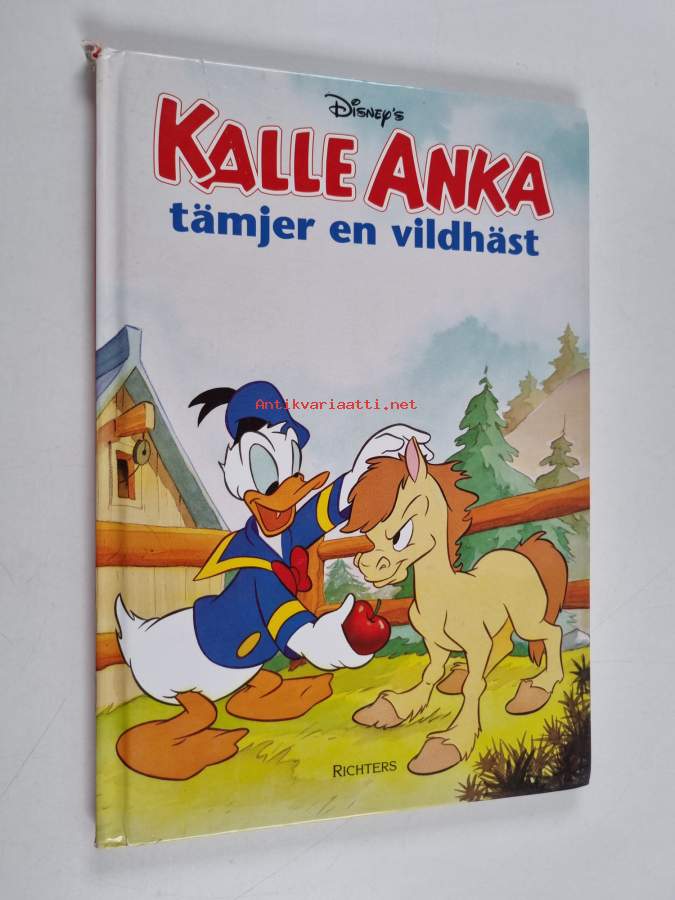 Disney's
KALLE ANKA
tämjer en vildhäst
Antikvariaatti.net
RICHTERS